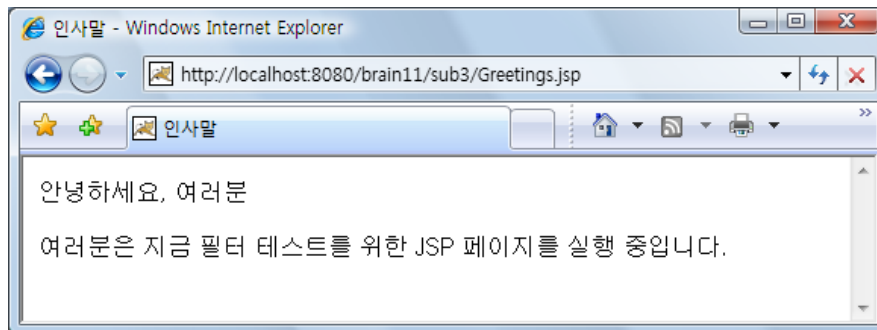 인사말 - Windows Internet Explorer
http://localhost:8080/brain11/sub3/Greetings.jsp
인사말
안녕하세요, 여러분
여러분은 지금 필터 테스트를 위한 JSP 페이지를 실행 중입니다.